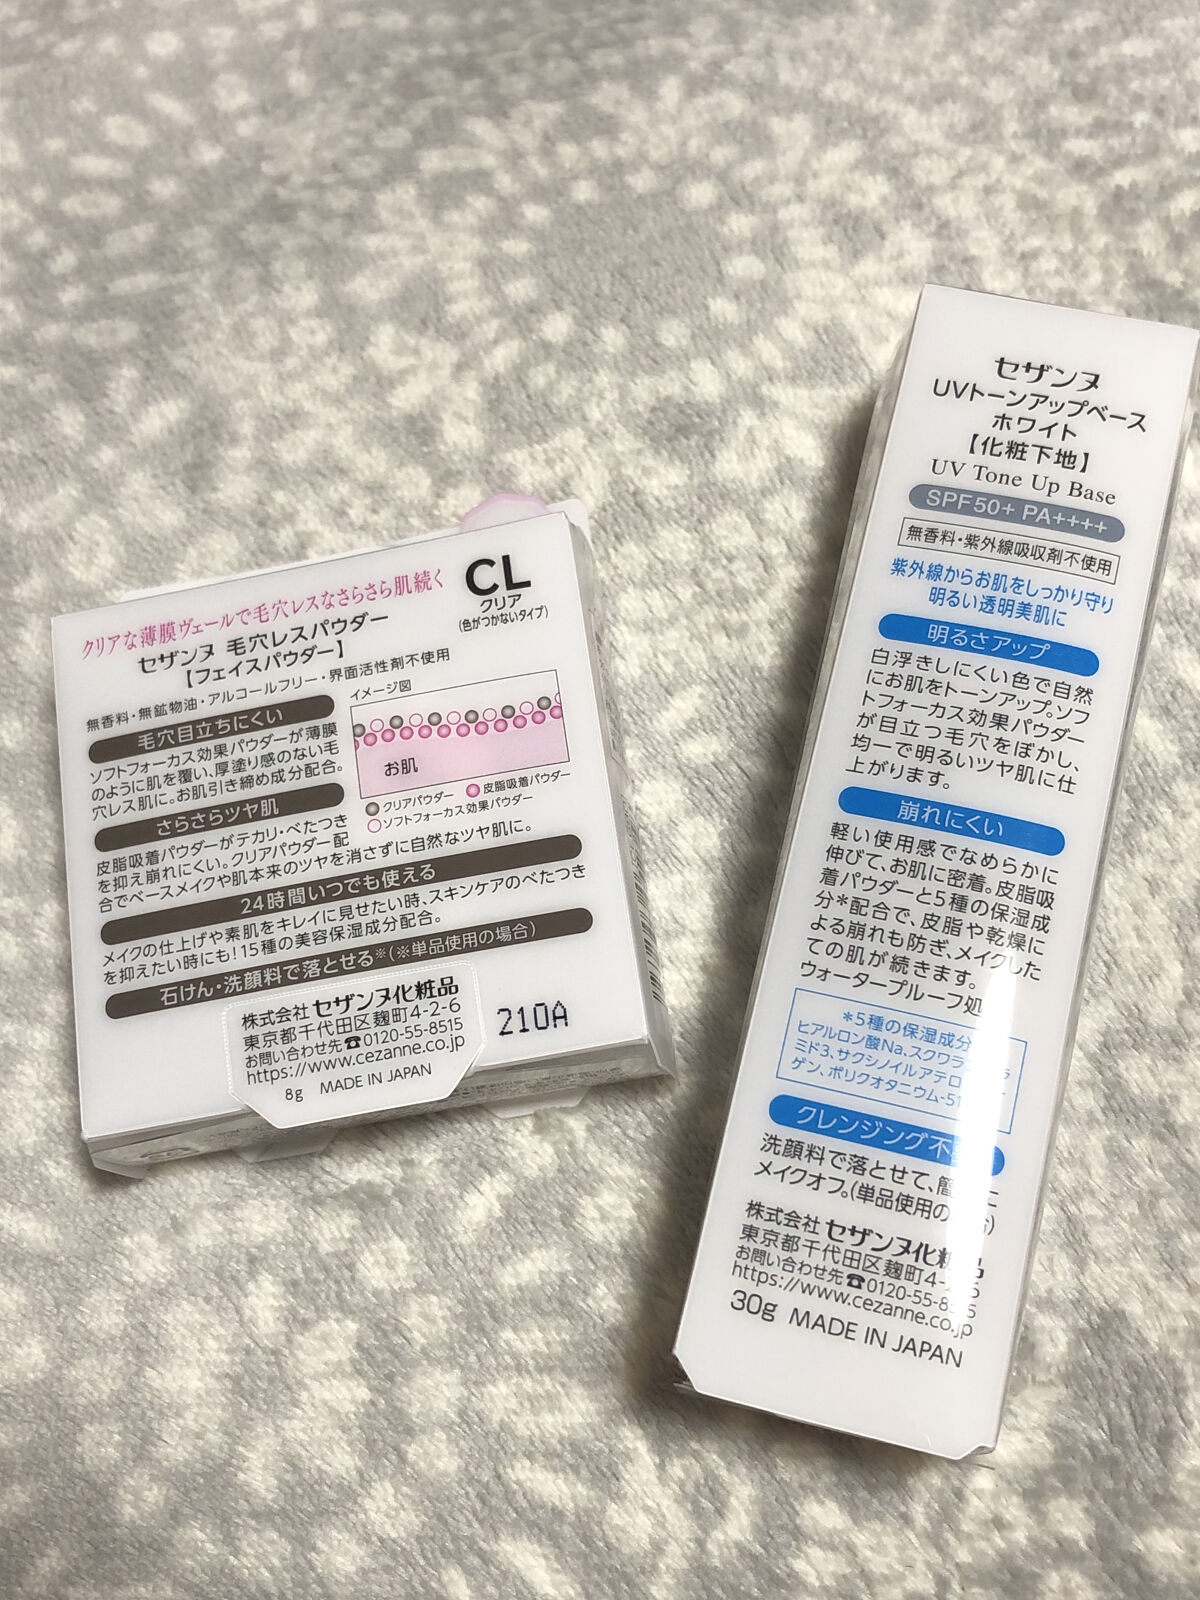 クリアな薄膜ヴェールで毛穴レスなさらさら肌続く
セザンヌ 毛穴レスパウダー
【フェイスパウダー】
CL
クリア
(色がつかないタイプ)
無香料・無鉱物油・アルコールフリー・界面活性剤不使用
毛穴目立ちにくい
ソフトフォーカス効果パウダーが薄膜
のように肌を覆い、厚塗り感のない毛
穴レス肌に。お肌引き締め成分配合。
イメージ図
お肌
クリアパウダー 皮脂吸着パウダー
ソフトフォーカス効果パウダー
さらさらツヤ肌
皮脂吸着パウダーがテカリ・べたつき
を抑え崩れにくい。クリアパウダー配
合でベースメイクや肌本来のツヤを消さずに自然なツヤ肌に。
24時間いつでも使える
メイクの仕上げや素肌をキレイに見せたい時、スキンケアのべたつき
を抑えたい時にも!15種の美容保湿成分配合。
石けん・洗顔料で落とせる※(※単品使用の場合)
株式会社 セザンヌ化粧品
東京都千代田区麹町4-2-6
お問い合わせ先☎0120-55-8515
https://www.cezanne.co.jp
8g MADE IN JAPAN
210A
セザンヌ
UVトーンアップベース
ホワイト
【化粧下地】
UV Tone Up Base
SPF50+ PA++++
無香料・紫外線吸収剤不使用
紫外線からお肌をしっかり守り
明るい透明美肌に
明るさアップ
白浮きしにくい色で自然
にお肌をトーンアップ。ソフ
トフォーカス効果パウダー
が目立つ毛穴をぼかし、
均一で明るいツヤ肌に仕
上がります。
崩れにくい
軽い使用感でなめらかに
伸びて、お肌に密着。皮脂吸
着パウダーと5種の保湿成
分*配合で、皮脂や乾燥に
よる崩れも防ぎ、メイクした
ての肌が続きます。
ウォータープルーフ処
*5種の保湿成分
ヒアルロン酸Na、スクワラ
ミド3、サクシノイルアテロ
ゲン、ポリクオタニウム-51
クレンジング不
洗顔料で落とせて、簡 に
メイクオフ。(単品使用の
株式会社 セザンヌ化粧品
東京都千代田区麹町4-
お問い合わせ先☎0120-55-8515
https://www.cezanne.co.jp
30g MADE IN JAPAN